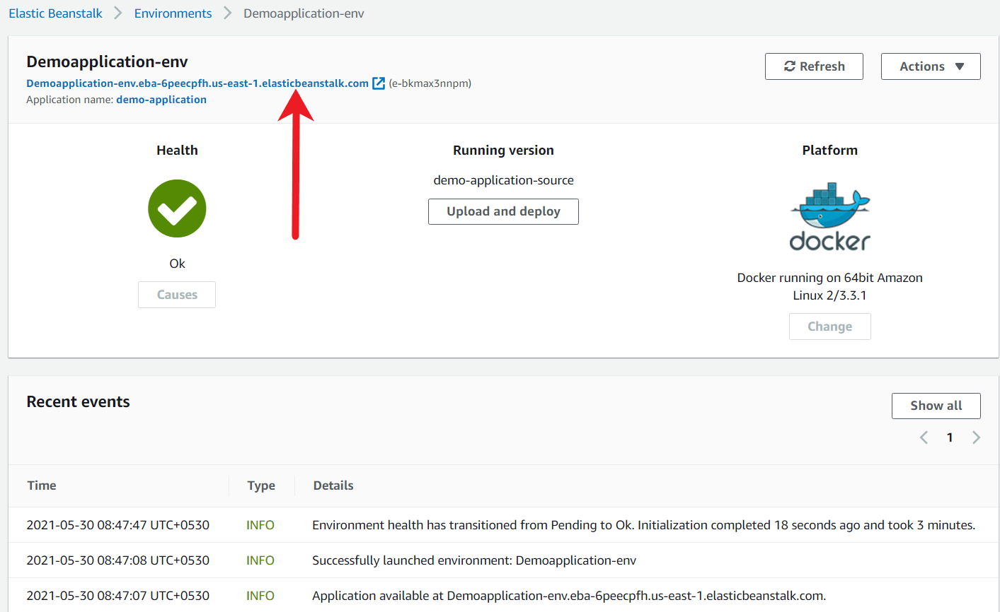 Elastic Beanstalk > Environments > Demoapplication-env
Demoapplication-env
Refresh
Actions ▼
Demoapplication-env.eba-6peecpfh.us-east-1.elasticbeanstalk.com (e-bkmax3nnpm)
Application name: demo-application
Health
Running version
Platform
demo-application-source
Upload and deploy
docker
Ok
Docker running on 64bit Amazon
Linux 2/3.3.1
Causes
Change
Recent events
Show all
< 1 >
Time Type Details
2021-05-30 08:47:47 UTC+0530 INFO Environment health has transitioned from Pending to Ok. Initialization completed 18 seconds ago and took 3 minutes.
2021-05-30 08:47:08 UTC+0530 INFO Successfully launched environment: Demoapplication-env
2021-05-30 08:47:07 UTC+0530 INFO Application available at Demoapplication-env.eba-6peecpfh.us-east-1.elasticbeanstalk.com.